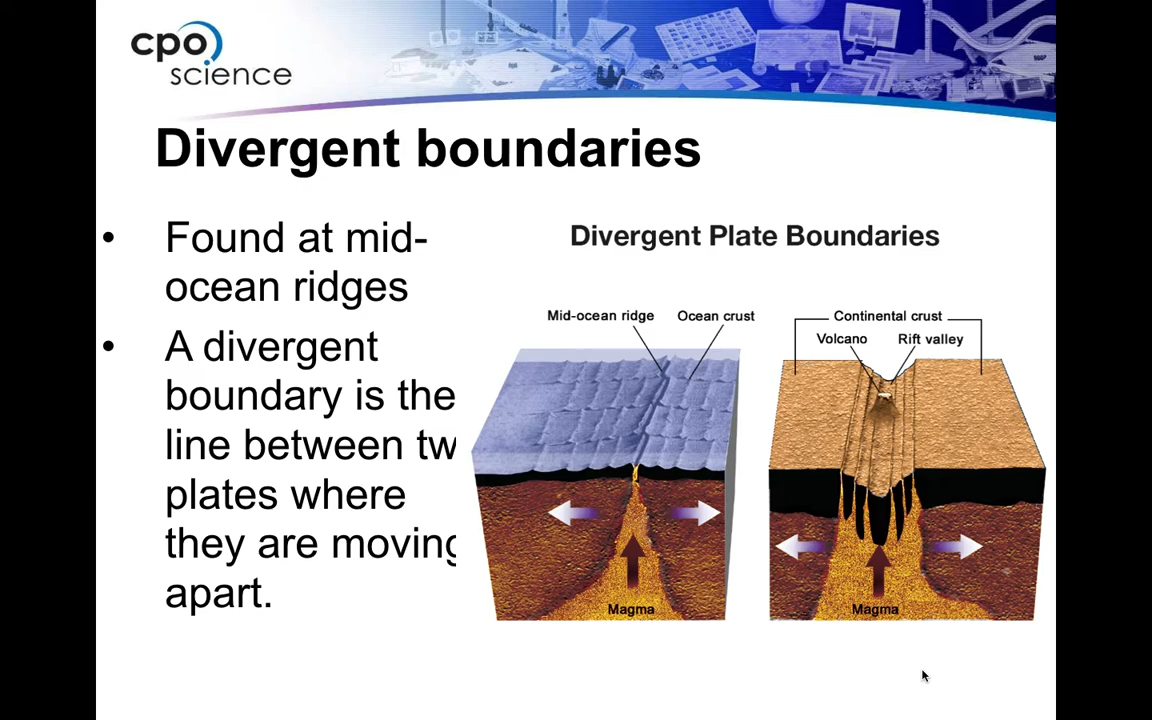 cpo
science
Divergent boundaries
• Found at mid-
ocean ridges
• A divergent
boundary is the
line between tw
plates where
they are moving
apart.
Divergent Plate Boundaries
Mid-ocean ridge Ocean crust
Continental crust
Volcano Rift valley
Magma
Magma